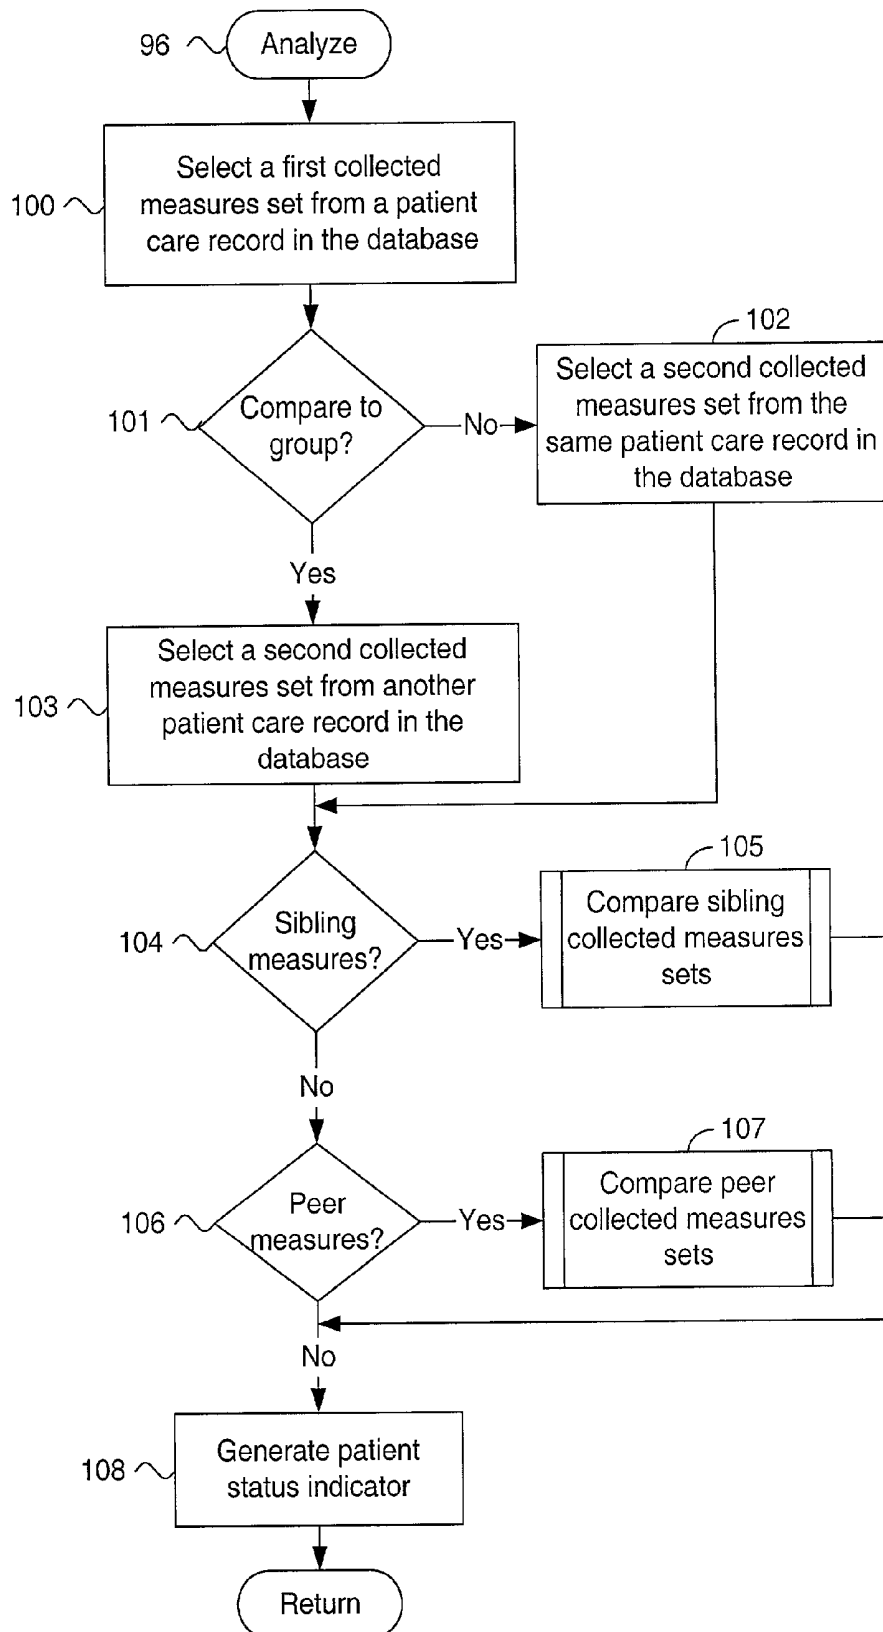 96
Analyze
Select a first collected
measures set from a patient
care record in the database
100
101
Compare to
group?
No
102
Select a second collected
measures set from the
same patient care record in
the database
Yes
103
Select a second collected
measures set from another
patient care record in the
database
104
Sibling
measures?
Yes
105
Compare sibling
collected measures
sets
No
106
Peer
measures?
Yes
107
Compare peer
collected measures
sets
No
108
Generate patient
status indicator
Return